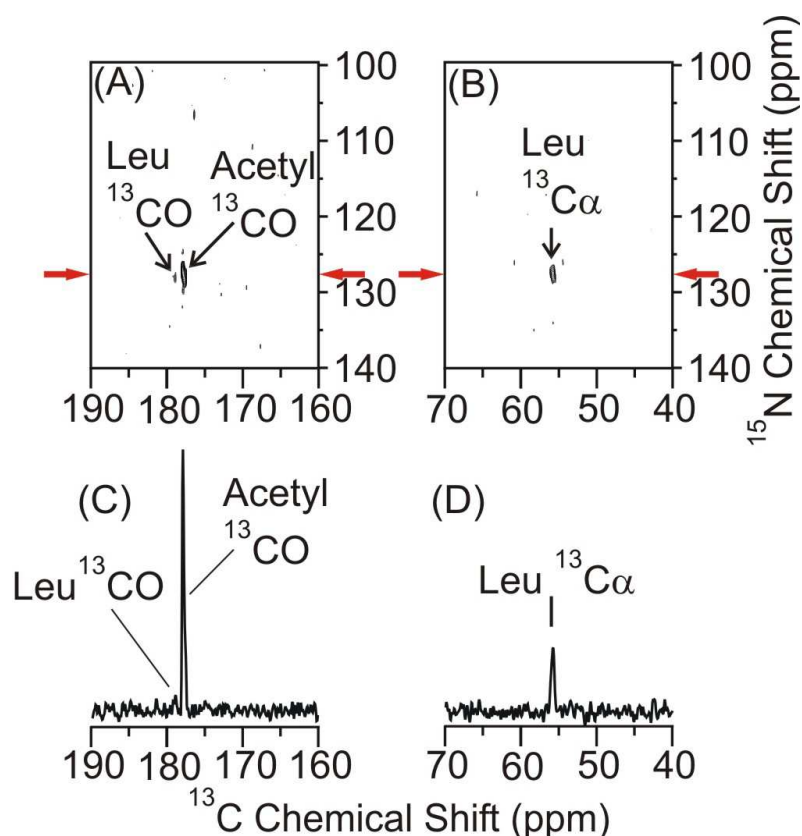 (A)
Leu
¹³CO
Acetyl
¹³CO
190 180 170 160
(B)
Leu
¹³Cα
70 60 50 40
100
110
120
130
140
¹⁵N Chemical Shift (ppm)
(C)
Acetyl
¹³CO
Leu ¹³CO
190 180 170 160
(D)
Leu ¹³Cα
70 60 50 40
100
110
120
130
140
¹³C Chemical Shift (ppm)